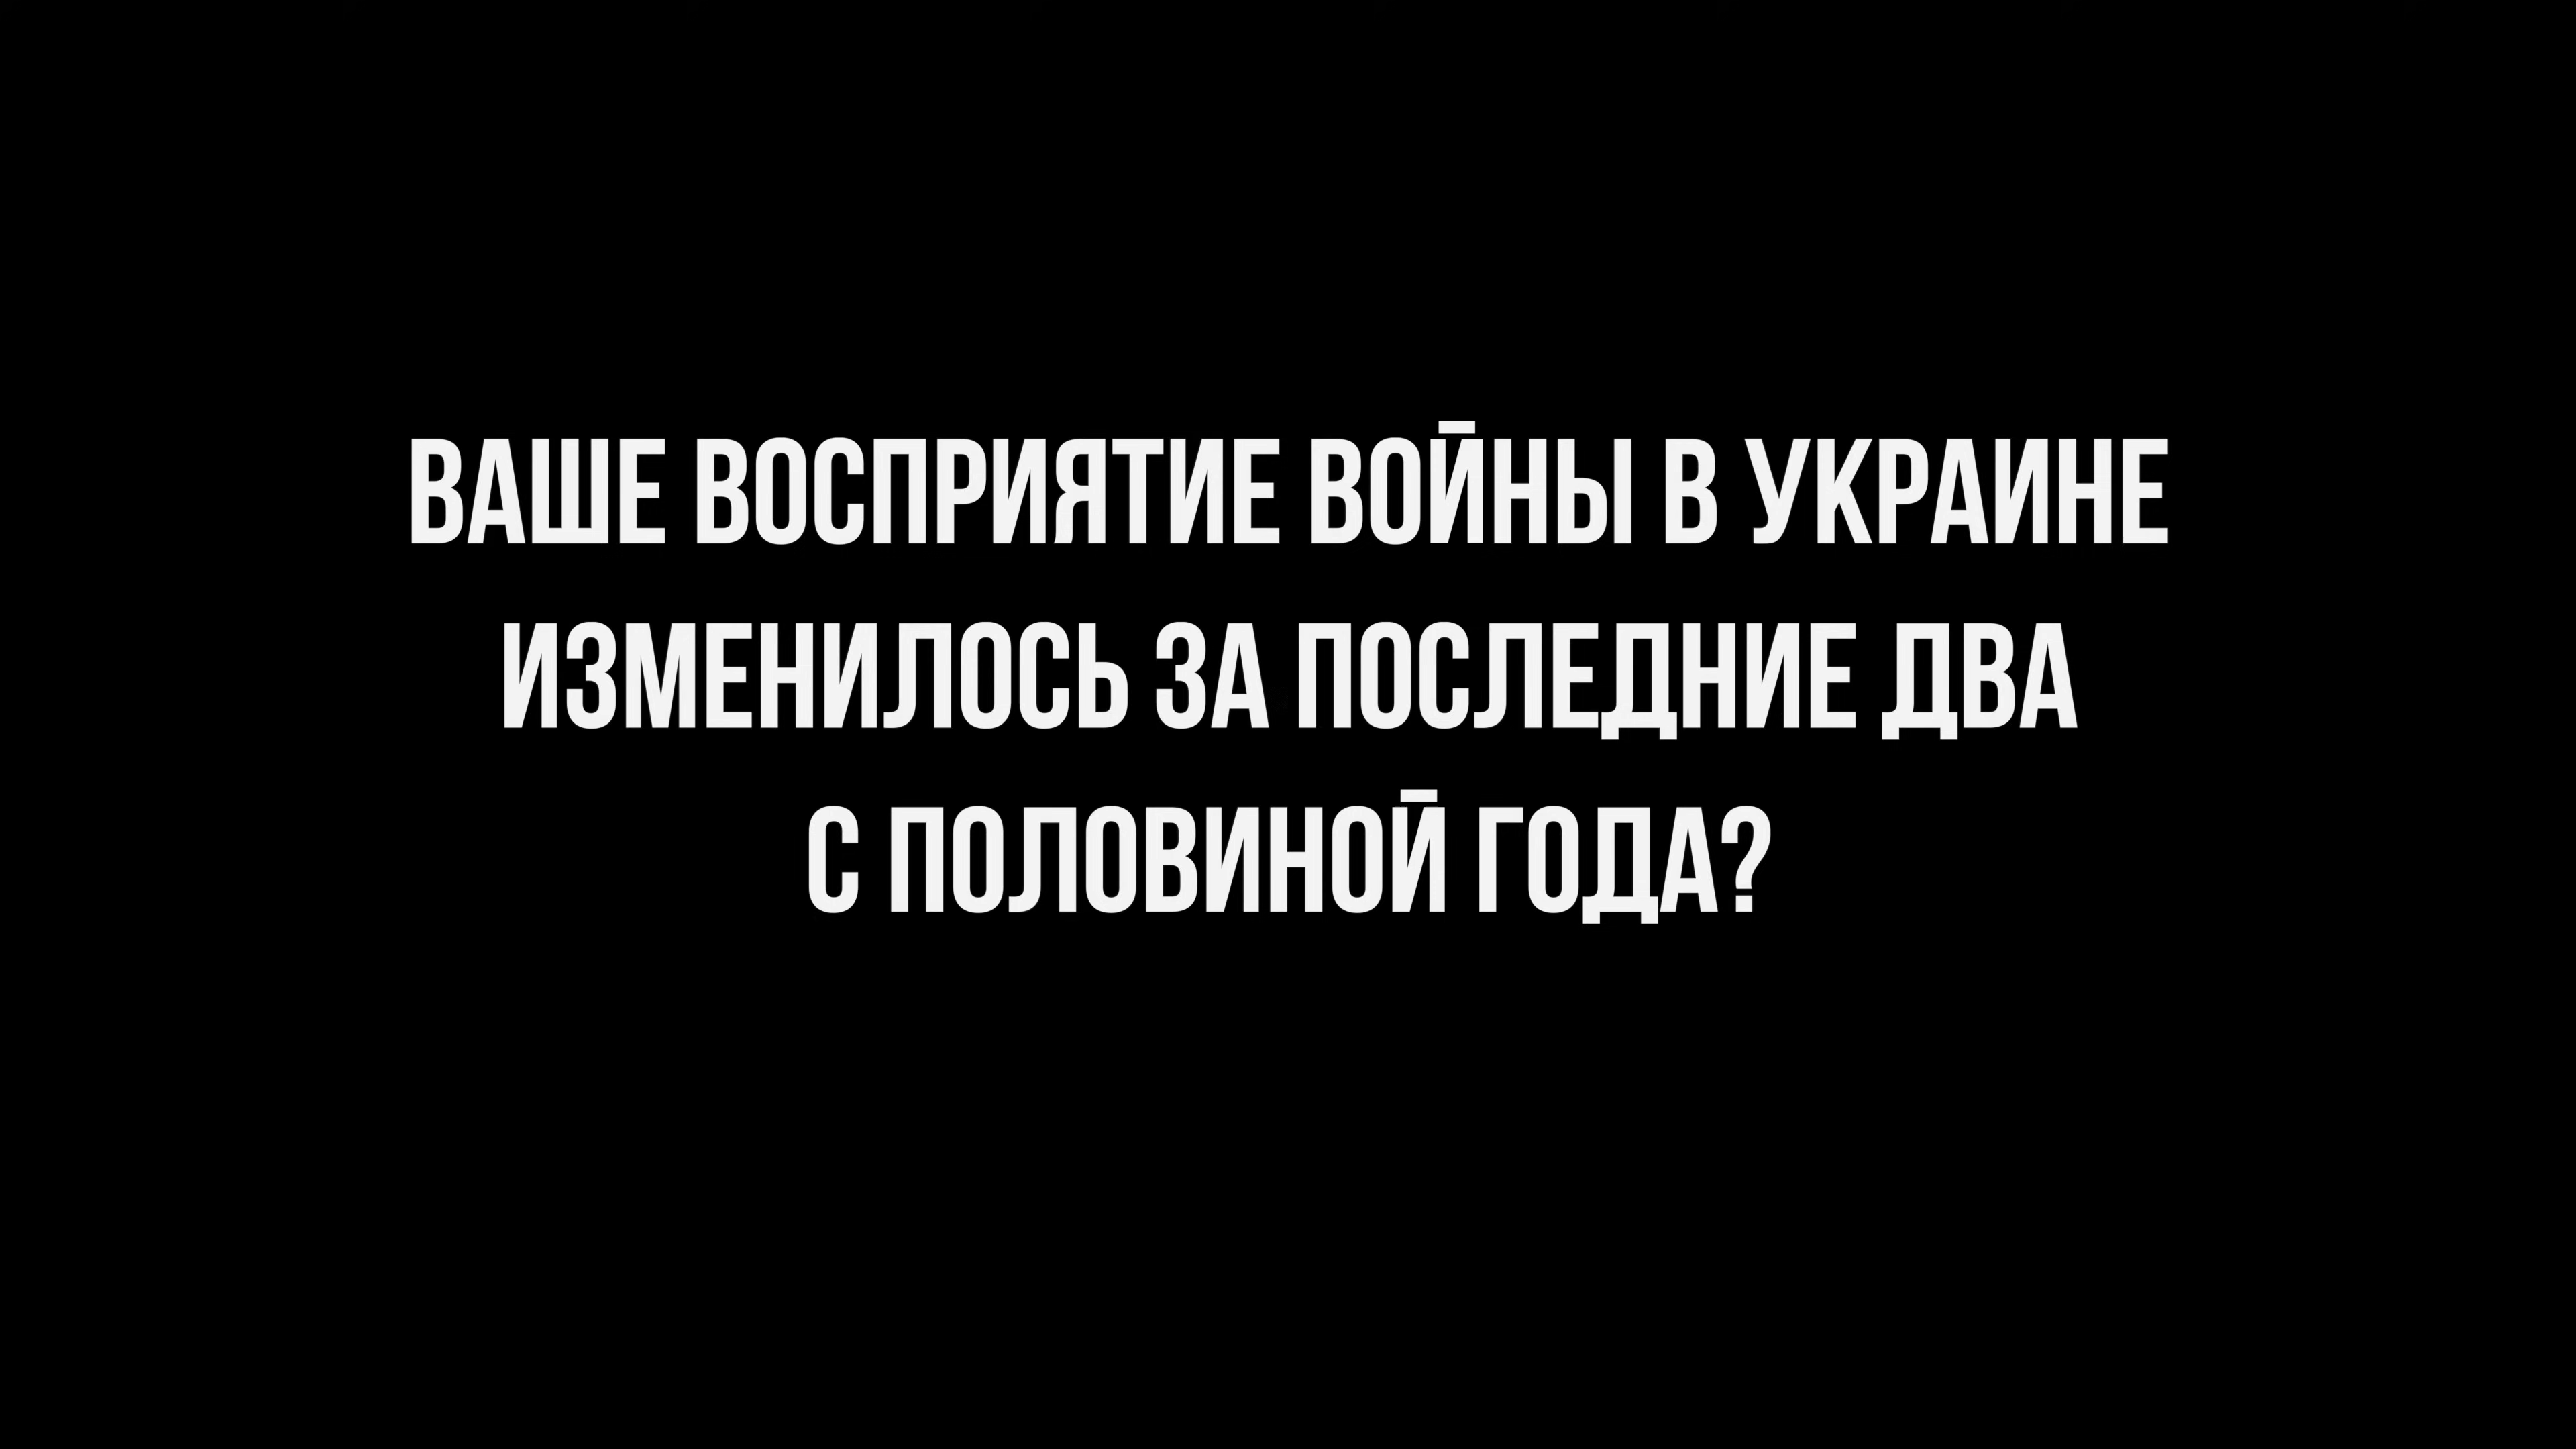 ВАШЕ ВОСПРИЯТИЕ ВОЙНЫ В УКРАИНЕ
ИЗМЕНИЛОСЬ ЗА ПОСЛЕДНИЕ ДВА
С ПОЛОВИНОЙ ГОДА?